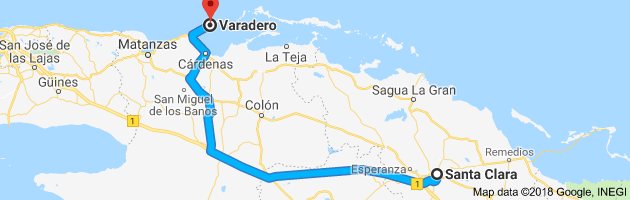 Varadero
San José de
las Lajas
Matanzas
La Teja
Cárdenas
Güines
San Miguel
de los Banos
Colón
Sagua La Gran
1
Remedios
Esperanza
1
Santa Clara
Map data ©2018 Google, INEGI